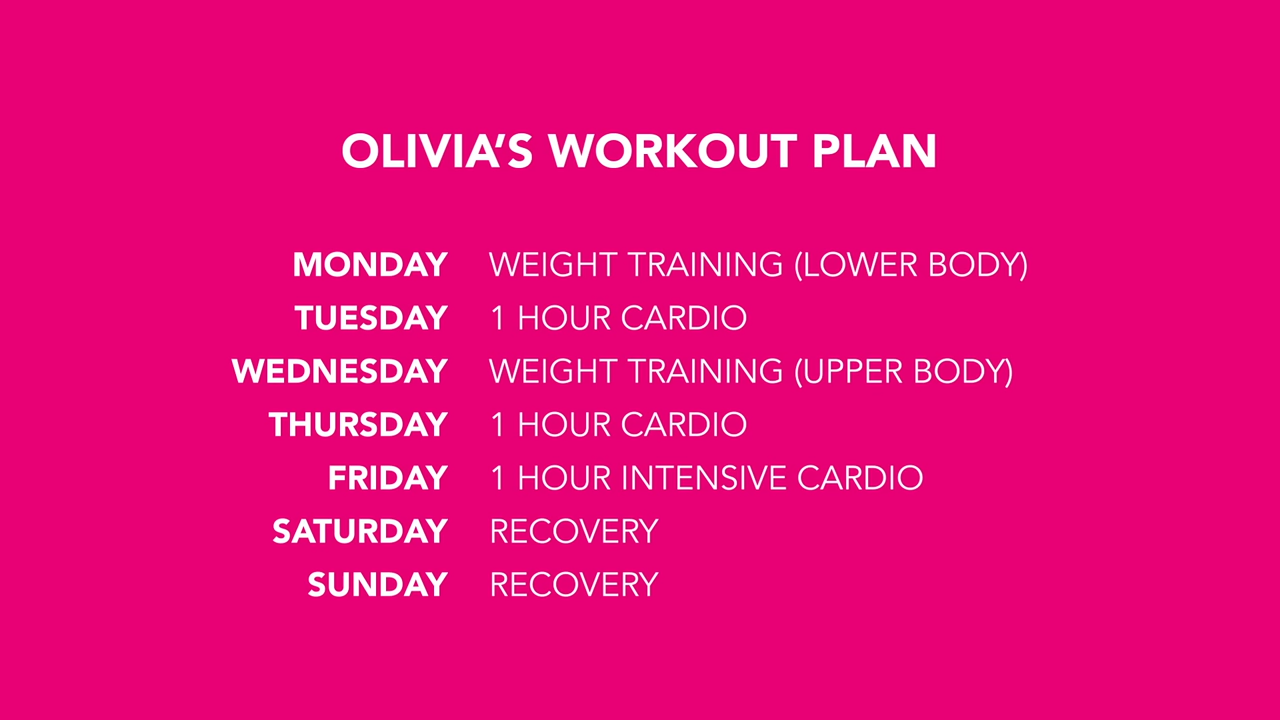 OLIVIA‘S WORKOUT PLAN
MONDAY WEIGHT TRAINING (LOWER BODY)
TUESDAY 1 HOUR CARDIO
WEDNESDAY WEIGHT TRAINING (UPPER BODY)
THURSDAY 1 HOUR CARDIO
FRIDAY 1 HOUR INTENSIVE CARDIO
SATURDAY RECOVERY
SUNDAY RECOVERY